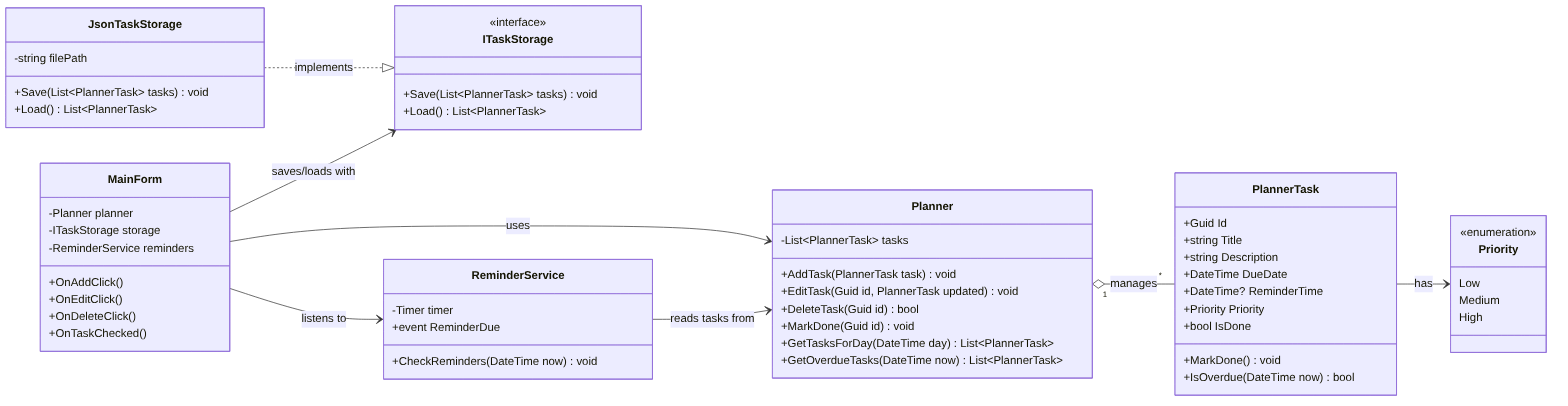 JsonTaskStorage
-string filePath
+Save(List<PlannerTask> tasks) : void
+Load() : List<PlannerTask>
implements
«interface»
ITaskStorage
+Save(List<PlannerTask> tasks) : void
+Load() : List<PlannerTask>
MainForm
-Planner planner
-ITaskStorage storage
-ReminderService reminders
+OnAddClick()
+OnEditClick()
+OnDeleteClick()
+OnTaskChecked()
saves/loads with
uses
listens to
ReminderService
-Timer timer
+event ReminderDue
+CheckReminders(DateTime now) : void
reads tasks from
Planner
-List<PlannerTask> tasks
+AddTask(PlannerTask task) : void
+EditTask(Guid id, PlannerTask updated) : void
+DeleteTask(Guid id) : bool
+MarkDone(Guid id) : void
+GetTasksForDay(DateTime day) : List<PlannerTask>
+GetOverdueTasks(DateTime now) : List<PlannerTask>
1
manages
*
PlannerTask
+Guid Id
+string Title
+string Description
+DateTime DueDate
+DateTime? ReminderTime
+Priority Priority
+bool IsDone
+MarkDone() : void
+IsOverdue(DateTime now) : bool
has
«enumeration»
Priority
Low
Medium
High